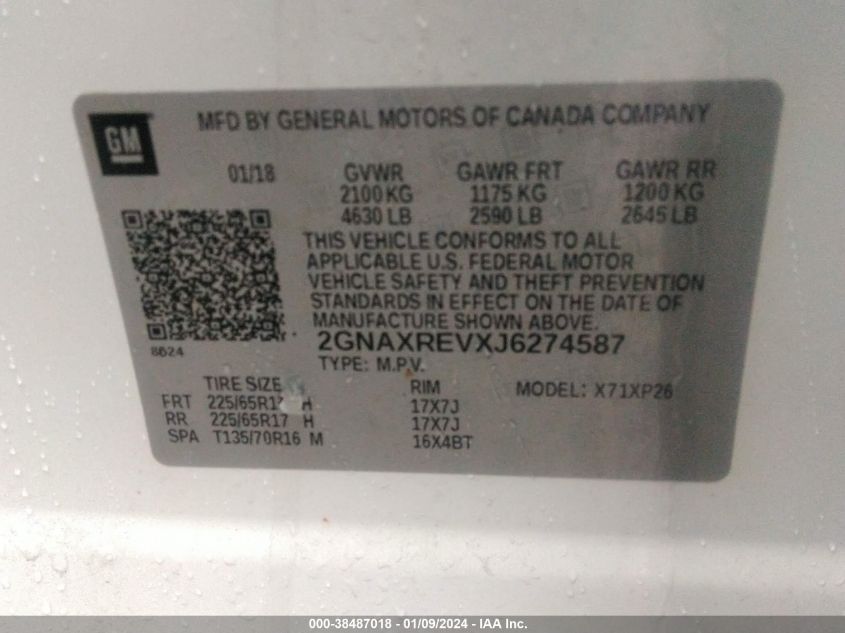 GM
MFD BY GENERAL MOTORS OF CANADA COMPANY
01/18 GVWR GAWR FRT GAWR RR
2100 KG 1175 KG 1200 KG
4630 LB 2590 LB 2645 LB
THIS VEHICLE CONFORMS TO ALL
APPLICABLE U.S. FEDERAL MOTOR
VEHICLE SAFETY AND THEFT PREVENTION
STANDARDS IN EFFECT ON THE DATE OF
MANUFACTURE SHOWN ABOVE.
8624 2GNAXREVXJ6274587
TYPE: M.P.V.
TIRE SIZE RIM MODEL: X71XP26
FRT H 17X7J
RR 225/65R17 H 17X7J
SPA T135/70R16 M 16X4BT
000-38487018 - 01/09/2024 - IAA Inc.